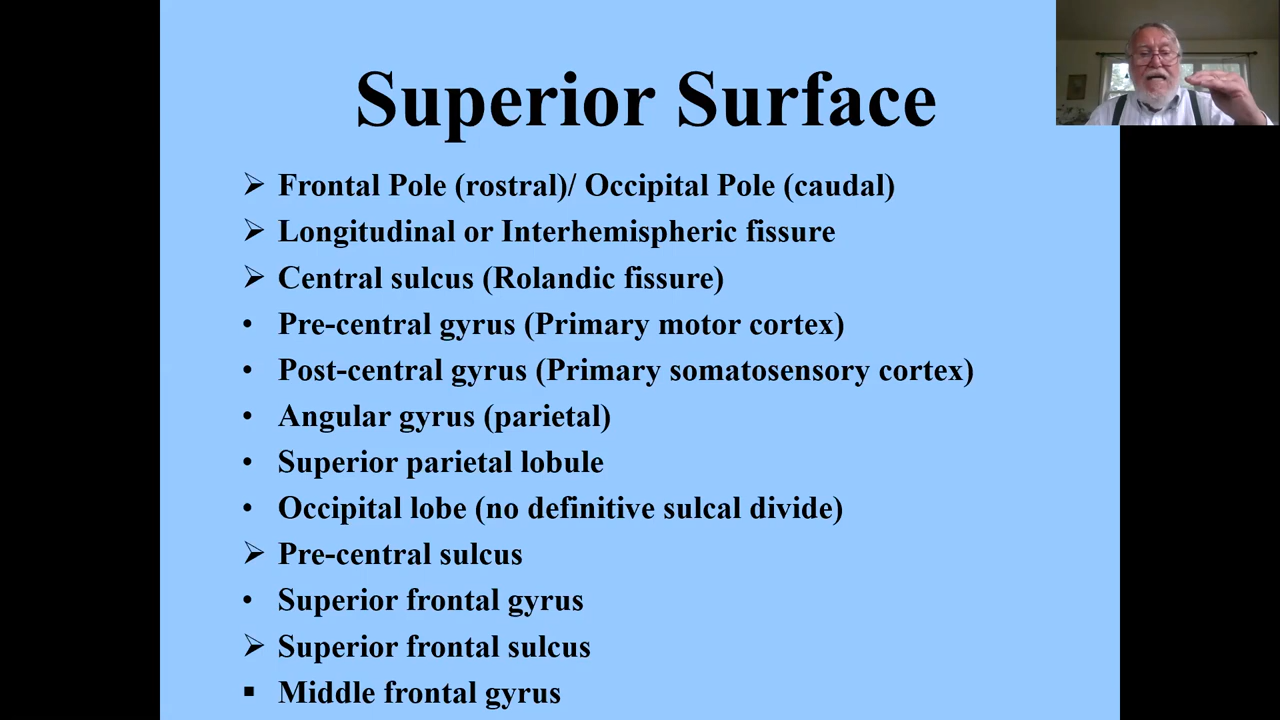 Superior Surface
➢ Frontal Pole (rostral)/ Occipital Pole (caudal)
➢ Longitudinal or Interhemispheric fissure
➢ Central sulcus (Rolandic fissure)
• Pre-central gyrus (Primary motor cortex)
• Post-central gyrus (Primary somatosensory cortex)
• Angular gyrus (parietal)
• Superior parietal lobule
• Occipital lobe (no definitive sulcal divide)
➢ Pre-central sulcus
• Superior frontal gyrus
➢ Superior frontal sulcus
▪ Middle frontal gyrus